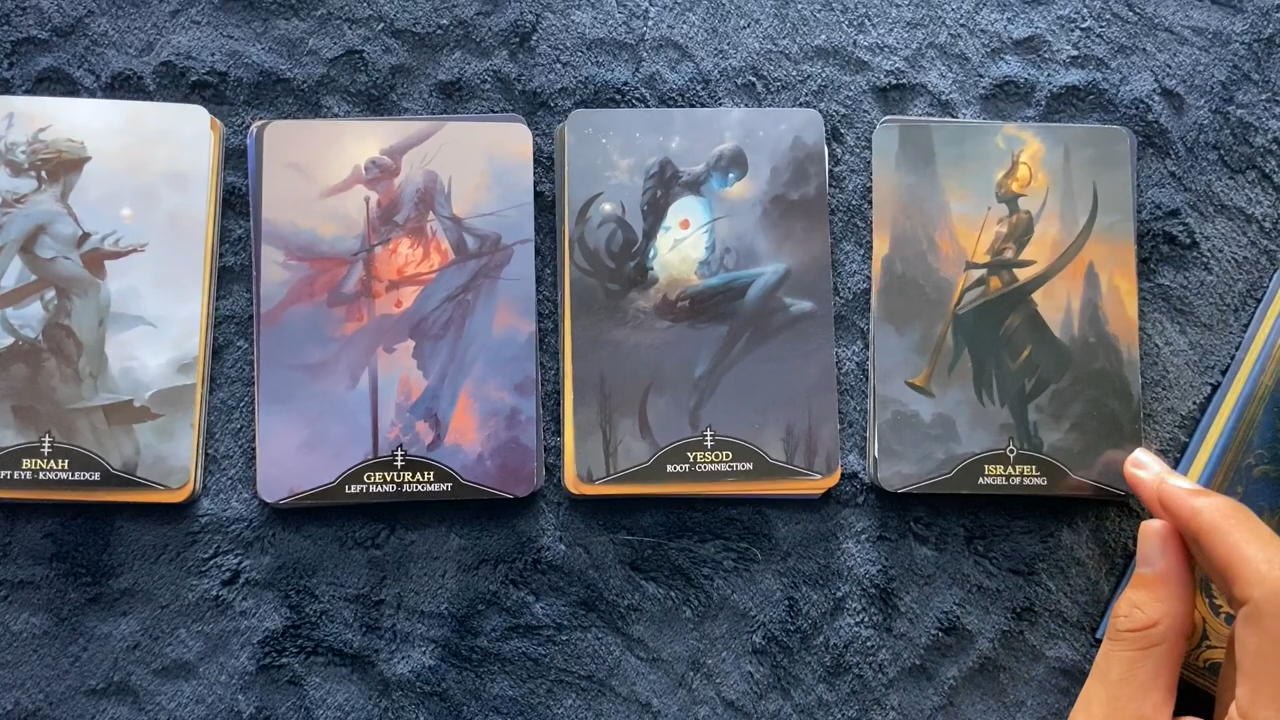 BINAH
FT EYE - KNOWLEDGE
GEVURAH
LEFT HAND - JUDGMENT
YESOD
ROOT - CONNECTION
ISRAFEL
ANGEL OF SONG